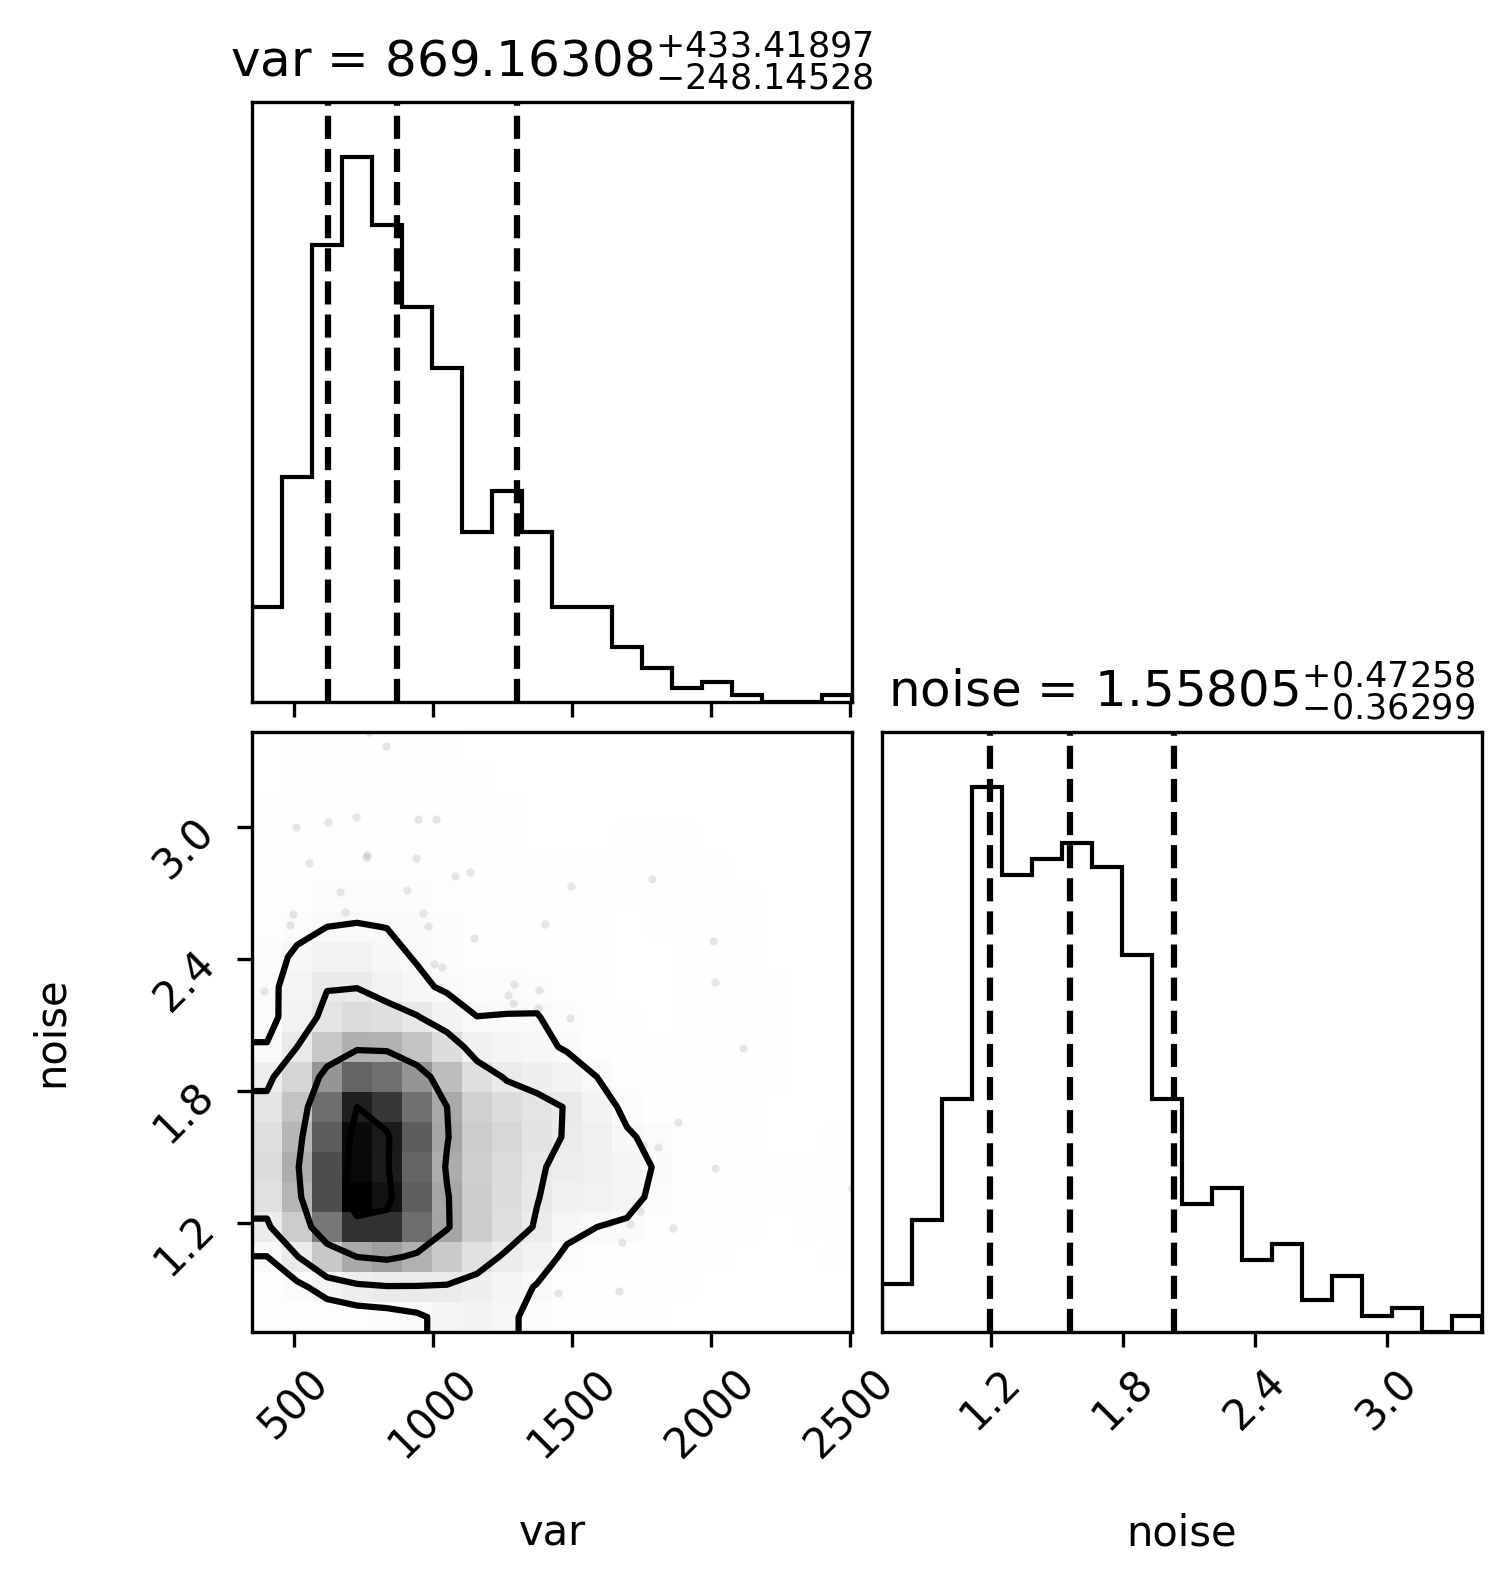 var = 869.16308+433.41897−248.14528
noise = 1.55805+0.47258−0.36299
3.0
2.4
1.8
1.2
noise
500 1000 1500 2000 2500
1.2 1.8 2.4 3.0
var
noise